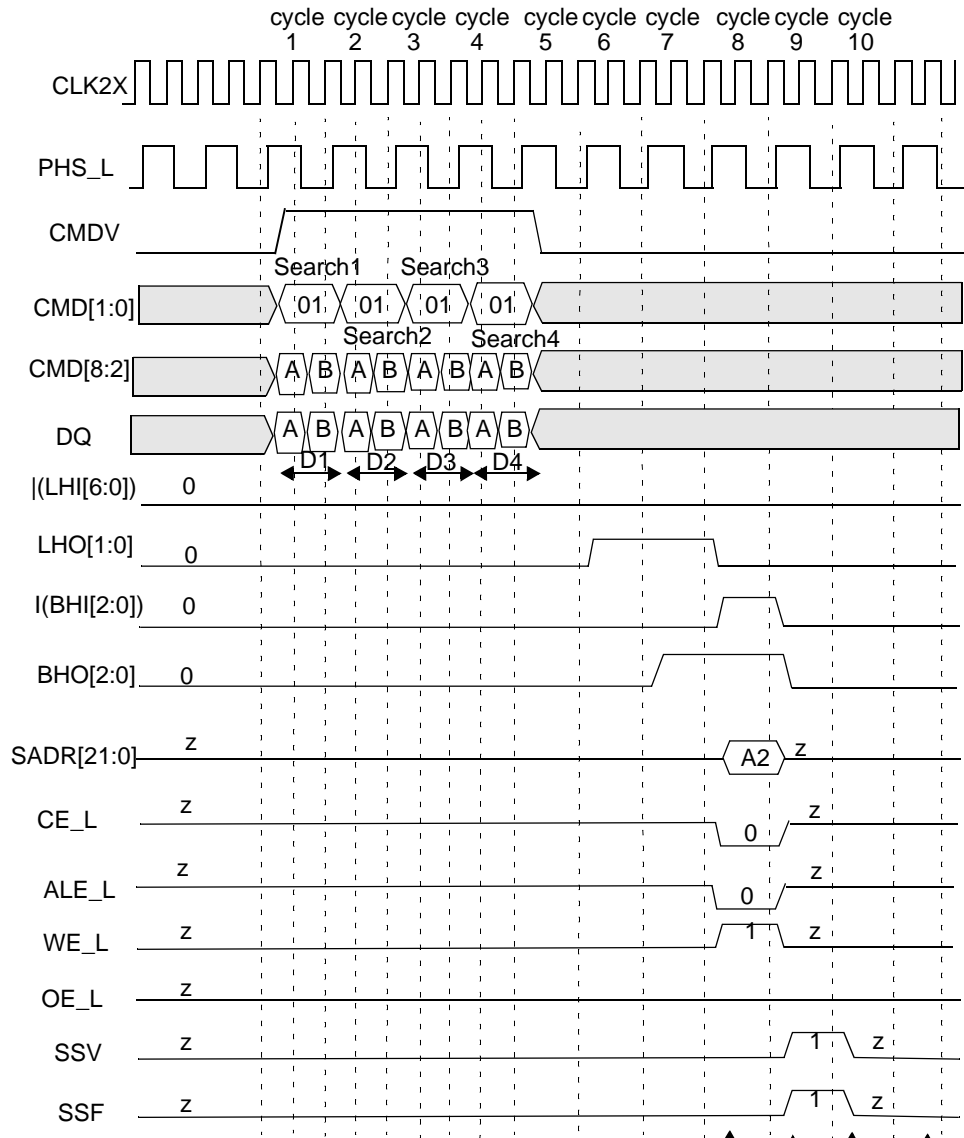 cycle cycle cycle cycle cycle cycle cycle cycle cycle cycle
1 2 3 4 5 6 7 8 9 10
CLK2X
PHS_L
CMDV
Search1 Search3
CMD[1:0] 01 01 01 01
Search2 Search4
CMD[8:2] A B A B A B A B
DQ A B A B A B A B
D1 D2 D3 D4
|(LHI[6:0]) 0
LHO[1:0] 0
I(BHI[2:0]) 0
BHO[2:0] 0
SADR[21:0] z A2 z
CE_L z 0 z
ALE_L z 0 z
WE_L z 1 z
OE_L z
SSV z 1 z
SSF z 1 z